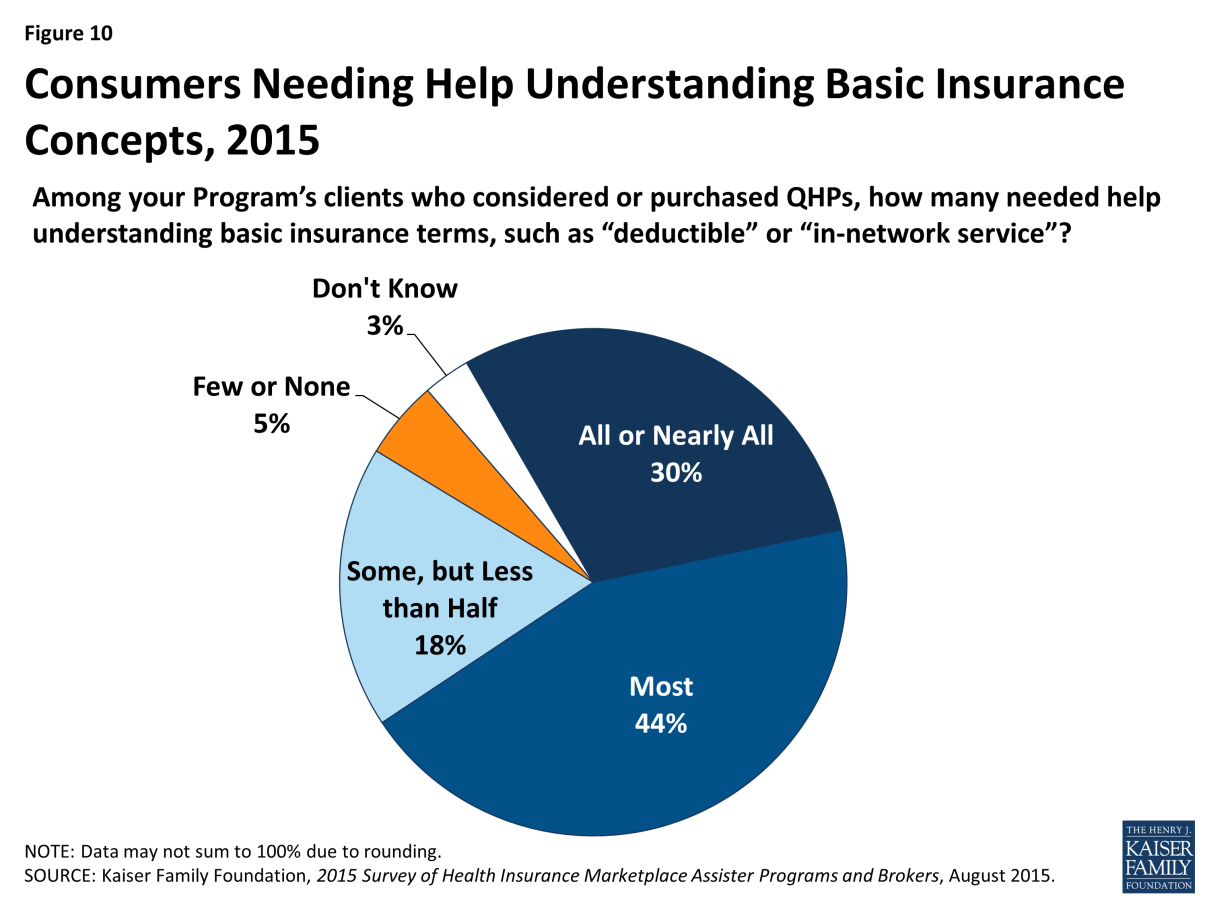 Figure 10
Consumers Needing Help Understanding Basic Insurance
Concepts, 2015
Among your Program’s clients who considered or purchased QHPs, how many needed help
understanding basic insurance terms, such as “deductible” or “in-network service”?
Don't Know
3%
Few or None
5%
All or Nearly All
30%
Some, but Less
than Half
18%
Most
44%
NOTE: Data may not sum to 100% due to rounding.
SOURCE: Kaiser Family Foundation, 2015 Survey of Health Insurance Marketplace Assister Programs and Brokers, August 2015.
THE HENRY J.
KAISER
FAMILY
FOUNDATION